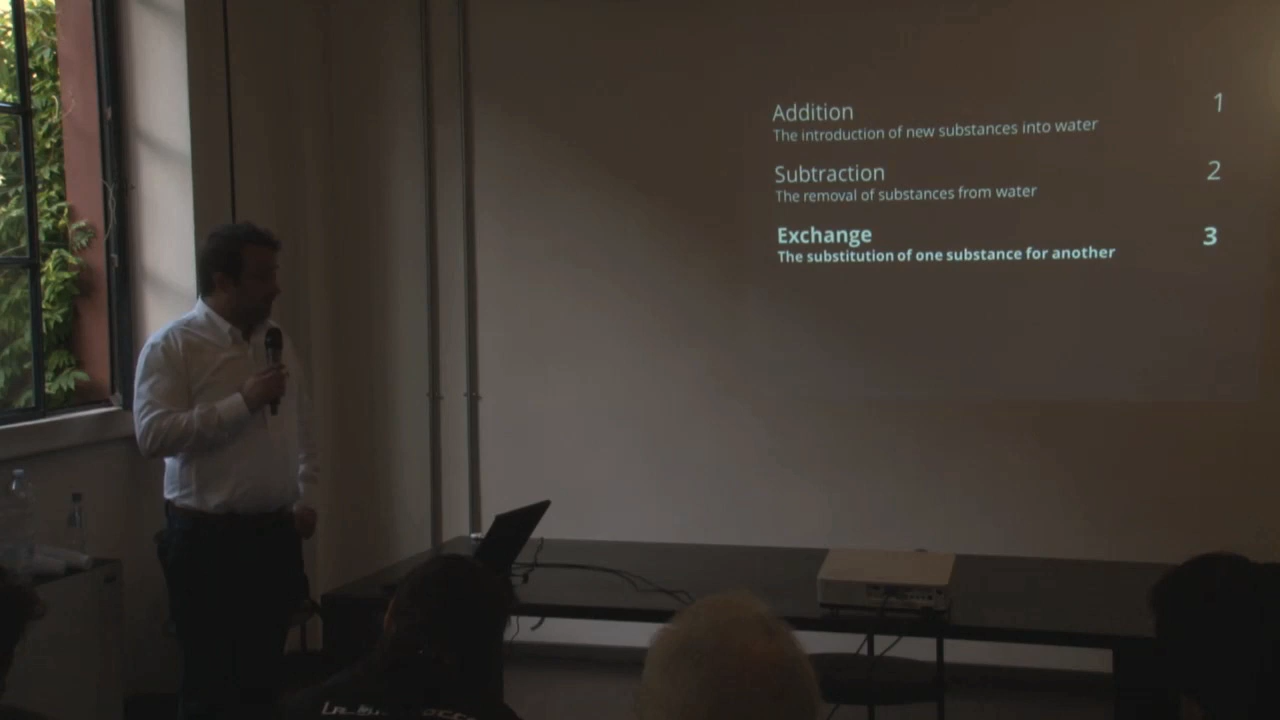 Addition 1
The introduction of new substances into water
Subtraction 2
The removal of substances from water
Exchange 3
The substitution of one substance for another